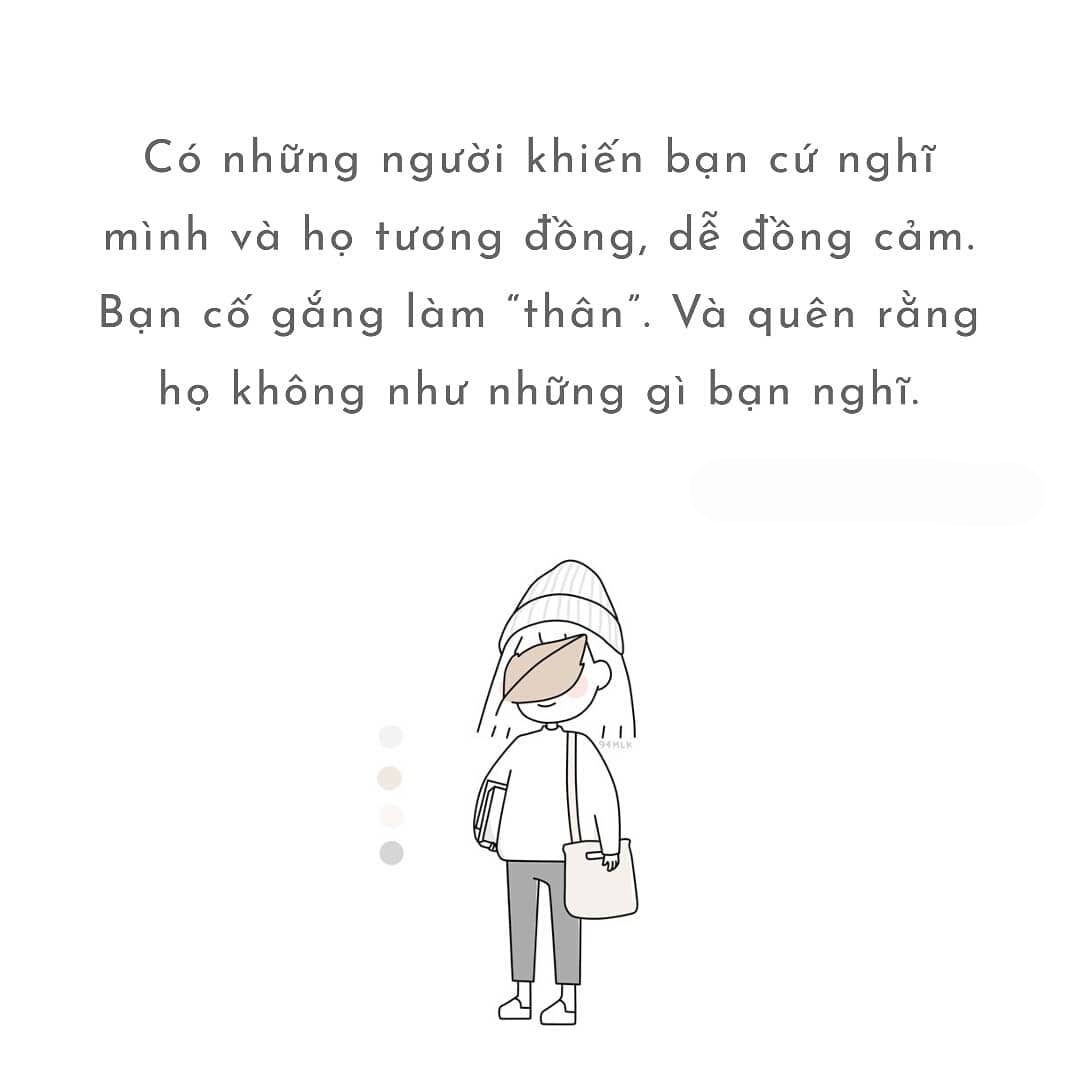 Có những người khiến bạn cứ nghĩ
mình và họ tương đồng, dễ đồng cảm.
Bạn cố gắng làm “thân”. Và quên rằng
họ không như những gì bạn nghĩ.
94MLK